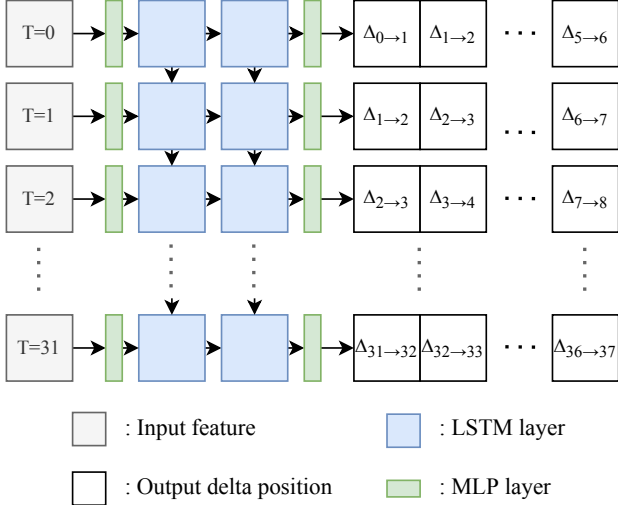 T=0 Δ0→1 Δ1→2 ··· Δ5→6
T=1 Δ1→2 Δ2→3 ··· Δ6→7
T=2 Δ2→3 Δ3→4 ··· Δ7→8
T=31 Δ31→32 Δ32→33 ··· Δ36→37
: Input feature : LSTM layer
: Output delta position : MLP layer